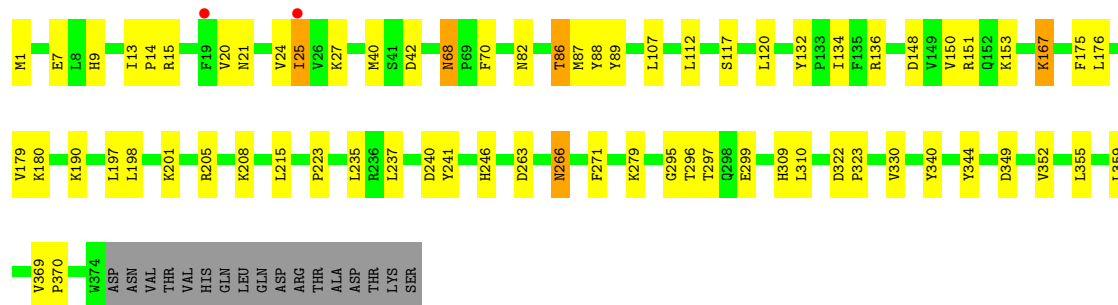 M1 E7 L8 H9 I13 P14 R15 F19 V20 N21 V24 I25 V26 K27 M40 S41 D42 N68 P69 F70 N82 T86 M87 Y88 Y89 L107 L112 S117 L120 Y132 P133 I134 F135 R136 D148 V149 V150 R151 Q152 K153 K167 F175 L176
V179 K180 K190 L197 L198 K201 R205 K208 L215 P223 L235 R236 L237 D240 Y241 H246 D263 N266 F271 K279 G295 T296 T297 Q298 E299 H309 L310 D322 P323 V330 Y340 Y344 D349 V352 L355 L359
V369 P370 W374 ASP ASN VAL THR VAL HIS GLN LEU GLN ASP ARG THR ALA ASP THR LYS SER